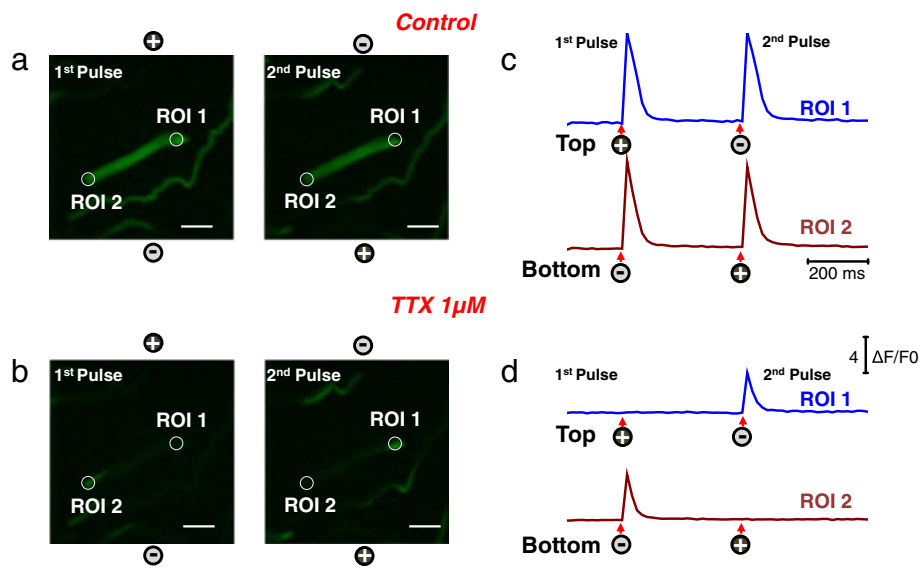 Control
a
+
-
1st Pulse
ROI 1
ROI 2
2nd Pulse
ROI 1
ROI 2
-
+
c
1st Pulse
2nd Pulse
ROI 1
Top
+
-
ROI 2
Bottom
-
+
200 ms
TTX 1µM
b
+
-
1st Pulse
ROI 1
ROI 2
2nd Pulse
ROI 1
ROI 2
-
+
4 ΔF/F0
d
1st Pulse
2nd Pulse
ROI 1
Top
+
-
ROI 2
Bottom
-
+